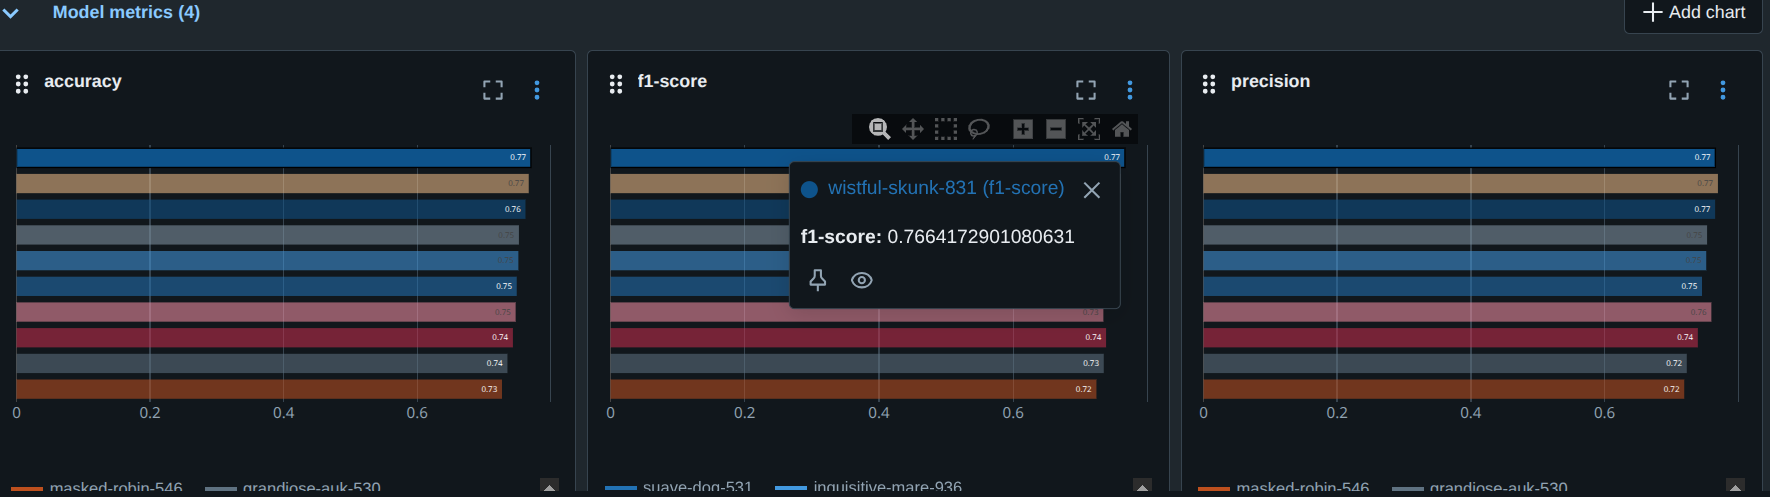 Model metrics (4)
Add chart
accuracy
0.77
0.77
0.76
0.75
0.75
0.75
0.75
0.74
0.74
0.73
0 0.2 0.4 0.6
masked-robin-546 grandiose-auk-530
f1-score
0.77
wistful-skunk-831 (f1-score)
f1-score: 0.7664172901080631
0.73
0.74
0.73
0.72
0 0.2 0.4 0.6
suave-dog-531 inquisitive-mare-936
precision
0.77
0.77
0.77
0.75
0.75
0.76
0.74
0.72
0.72
0 0.2 0.4 0.6
masked-robin-546 grandiose-auk-530